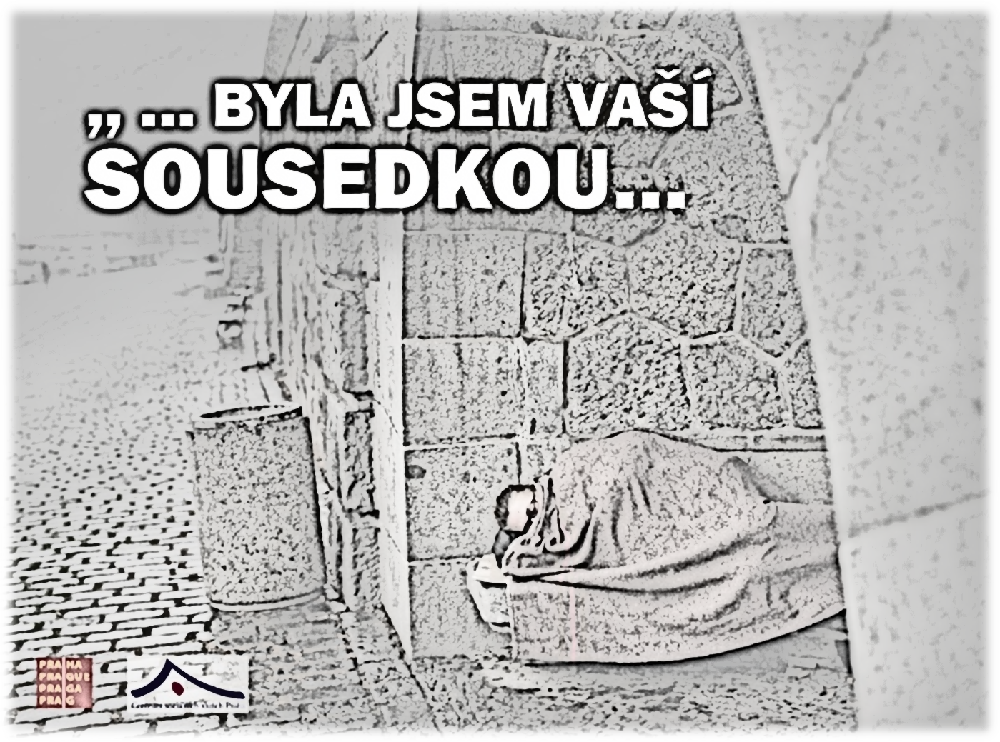 „ ... BYLA JSEM VAŠÍ
SOUSEDKOU...
PRAHA
PRAGUE
PRAGA
PRAG